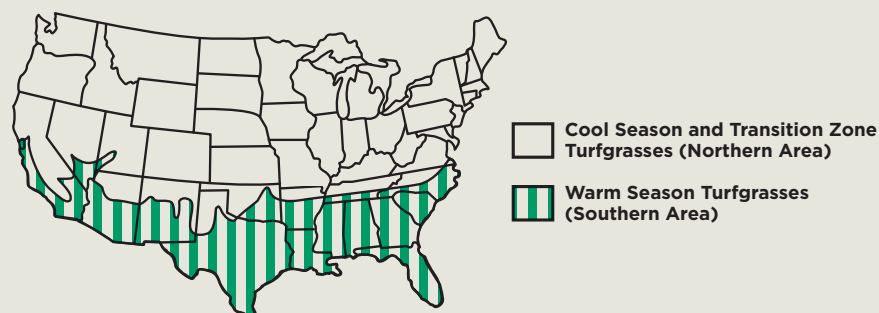 Cool Season and Transition Zone
Turfgrasses (Northern Area)
Warm Season Turfgrasses
(Southern Area)